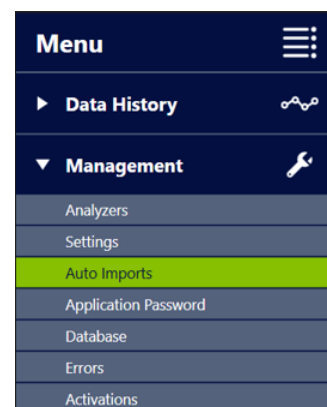 Menu
Data History
Management
Analyzers
Settings
Auto Imports
Application Password
Database
Errors
Activations